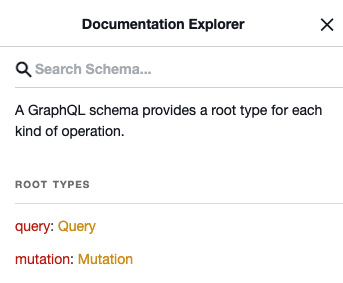 Documentation Explorer
Search Schema...
A GraphQL schema provides a root type for each
kind of operation.
ROOT TYPES
query: Query
mutation: Mutation